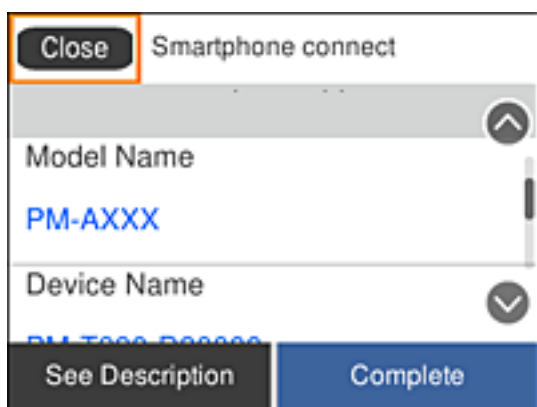 Close Smartphone connect
Model Name
PM-AXXX
Device Name
See Description Complete